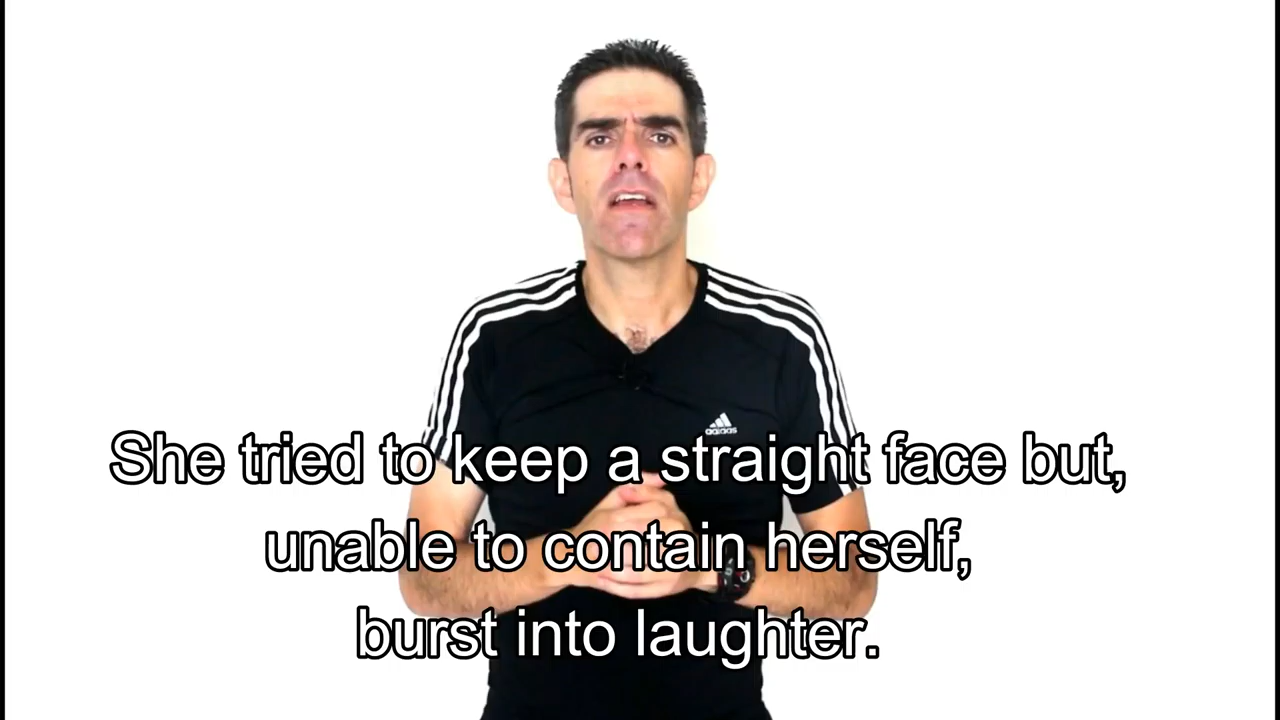 adidas
She tried to keep a straight face but,
unable to contain herself,
burst into laughter.